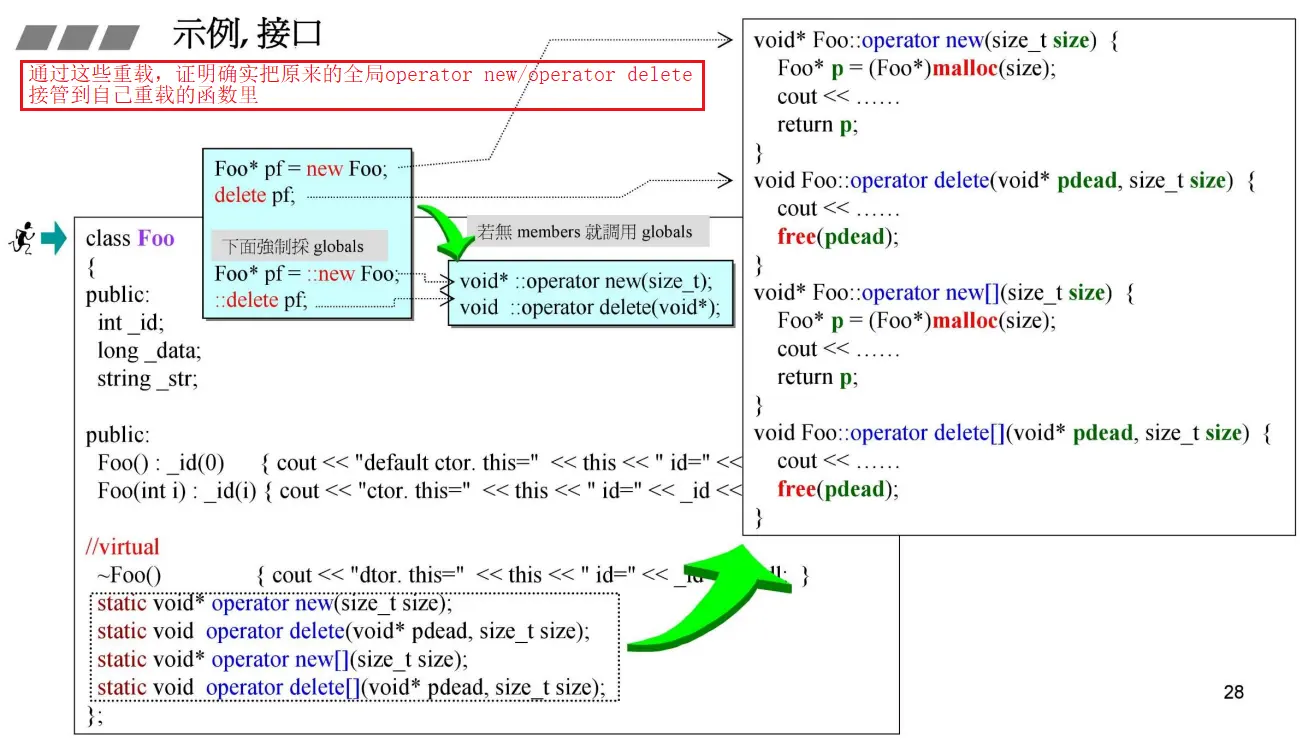 示例, 接口
通过这些重载，证明确实把原来的全局operator new/operator delete
接管到自己重载的函数里
Foo* pf = new Foo;
delete pf;
下面強制採 globals
Foo* pf = ::new Foo;
::delete pf;
若無 members 就調用 globals
void* ::operator new(size_t);
void  ::operator delete(void*);
class Foo
{
public:
int _id;
long _data;
string _str;
public:
Foo() : _id(0)      { cout << "default ctor. this="  << this << " id=" <<
Foo(int i) : _id(i) { cout << "ctor. this="  << this << " id=" << _id <<
//virtual
~Foo()                { cout << "dtor. this="  << this << " id=" << _id  }
static void* operator new(size_t size);
static void  operator delete(void* pdead, size_t size);
static void* operator new[](size_t size);
static void  operator delete[](void* pdead, size_t size);
};
void* Foo::operator new(size_t size)  {
Foo* p = (Foo*)malloc(size);
cout << ……
return p;
}
void Foo::operator delete(void* pdead, size_t size)  {
cout << ……
free(pdead);
}
void* Foo::operator new[](size_t size)  {
Foo* p = (Foo*)malloc(size);
cout << ……
return p;
}
void Foo::operator delete[](void* pdead, size_t size)  {
cout << ……
free(pdead);
}
28